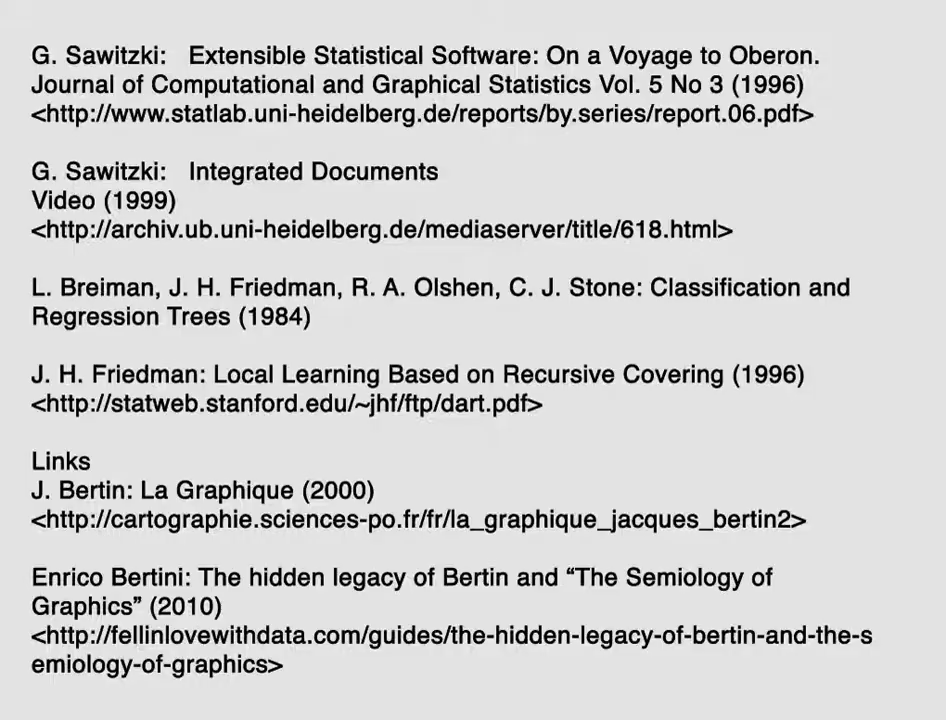 G. Sawitzki:   Extensible Statistical Software: On a Voyage to Oberon.
Journal of Computational and Graphical Statistics Vol. 5 No 3 (1996)
<http://www.statlab.uni-heidelberg.de/reports/by.series/report.06.pdf>
G. Sawitzki:   Integrated Documents
Video (1999)
<http://archiv.ub.uni-heidelberg.de/mediaserver/title/618.html>
L. Breiman, J. H. Friedman, R. A. Olshen, C. J. Stone: Classification and
Regression Trees (1984)
J. H. Friedman: Local Learning Based on Recursive Covering (1996)
<http://statweb.stanford.edu/~jhf/ftp/dart.pdf>
Links
J. Bertin: La Graphique (2000)
<http://cartographie.sciences-po.fr/fr/la_graphique_jacques_bertin2>
Enrico Bertini: The hidden legacy of Bertin and “The Semiology of
Graphics” (2010)
<http://fellinlovewithdata.com/guides/the-hidden-legacy-of-bertin-and-the-s
emiology-of-graphics>